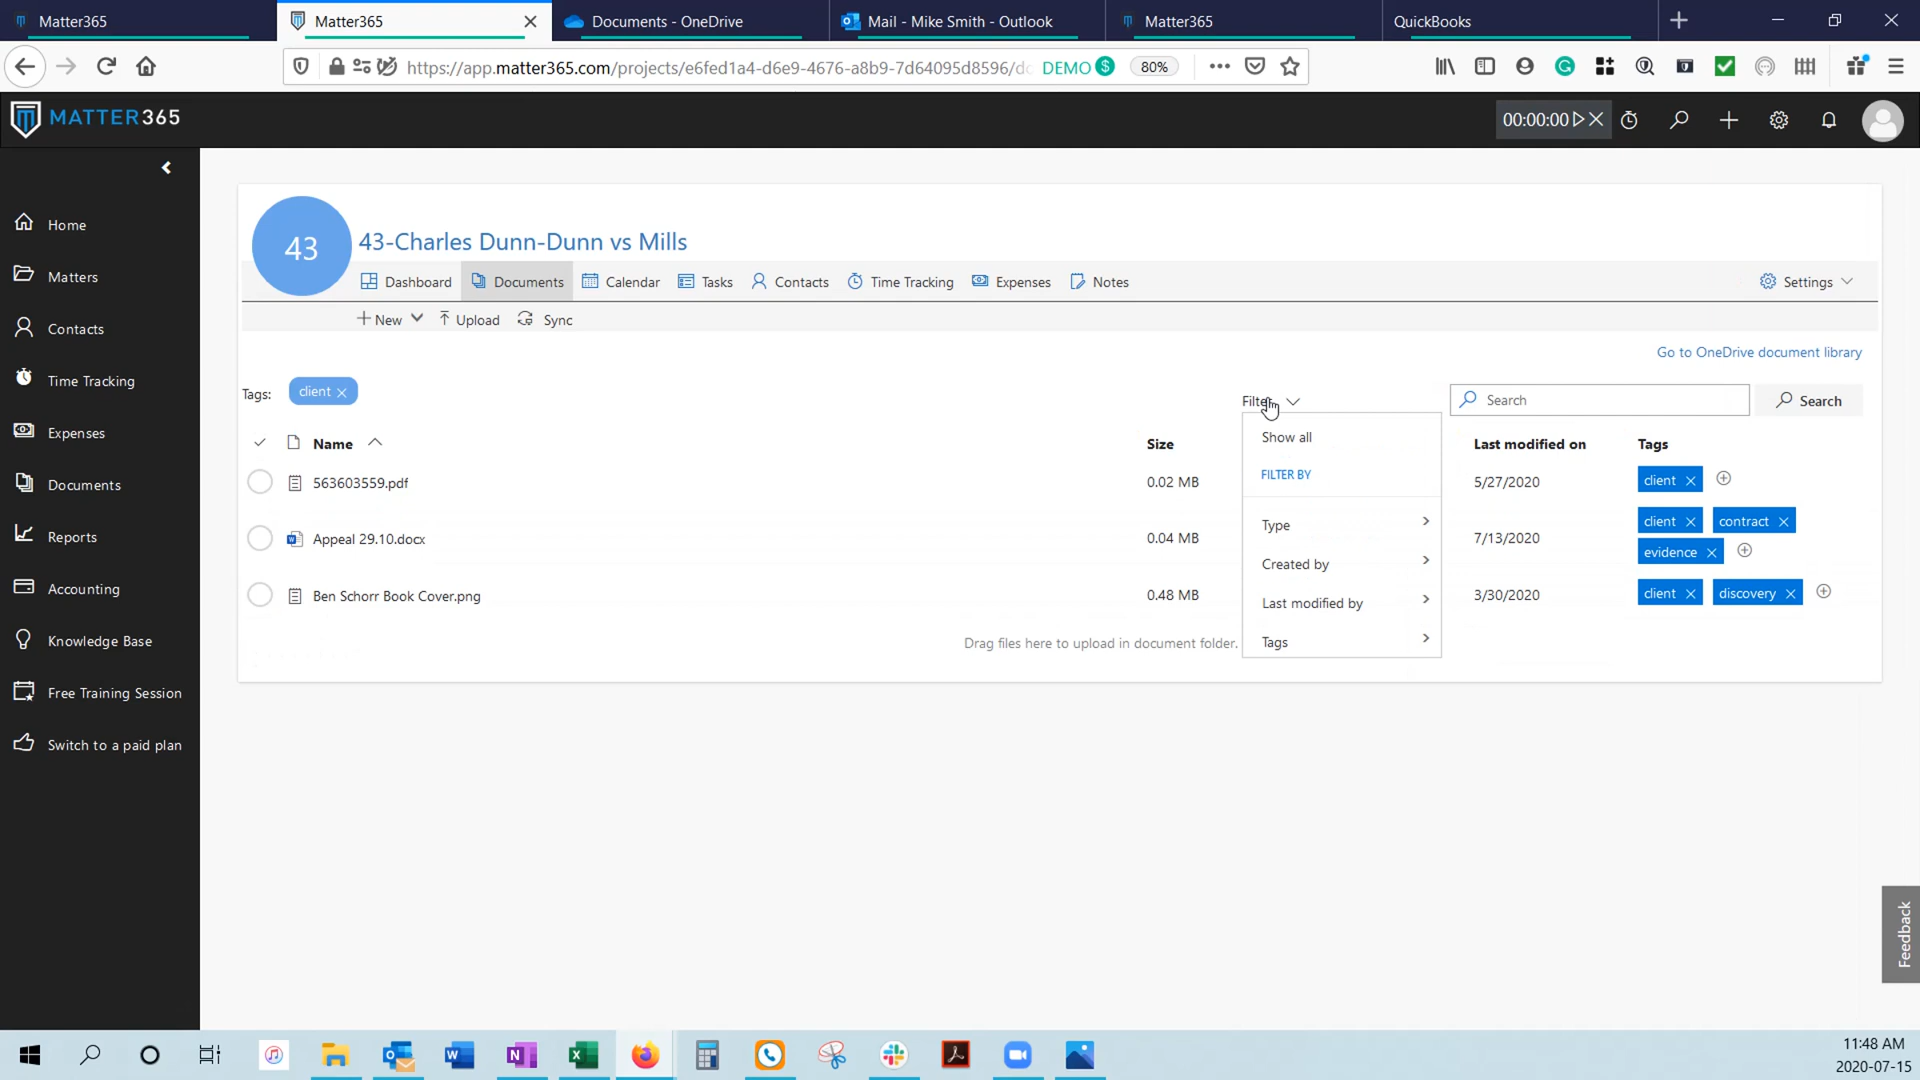 Matter365
Matter365
Documents - OneDrive
Mail - Mike Smith - Outlook
Matter365
QuickBooks
https://app.matter365.com/projects/e6fed1a4-d6e9-4676-a8b9-7d64095d8596/dc
DEMO
80%
MATTER365
00:00:00
43
43-Charles Dunn-Dunn vs Mills
Home
Matters
Contacts
Time Tracking
Expenses
Documents
Reports
Accounting
Knowledge Base
Free Training Session
Switch to a paid plan
Dashboard Documents Calendar Tasks Contacts Time Tracking Expenses Notes Settings
New Upload Sync
Go to OneDrive document library
Tags: client
Filter
Search
Search
Show all
FILTER BY
Type
Created by
Last modified by
Tags
Name Size Last modified on Tags
563603559.pdf 0.02 MB 5/27/2020 client
Appeal 29.10.docx 0.04 MB 7/13/2020 client contract
evidence
Ben Schorr Book Cover.png 0.48 MB 3/30/2020 client discovery
Drag files here to upload in document folder.
Feedback
11:48 AM
2020-07-15